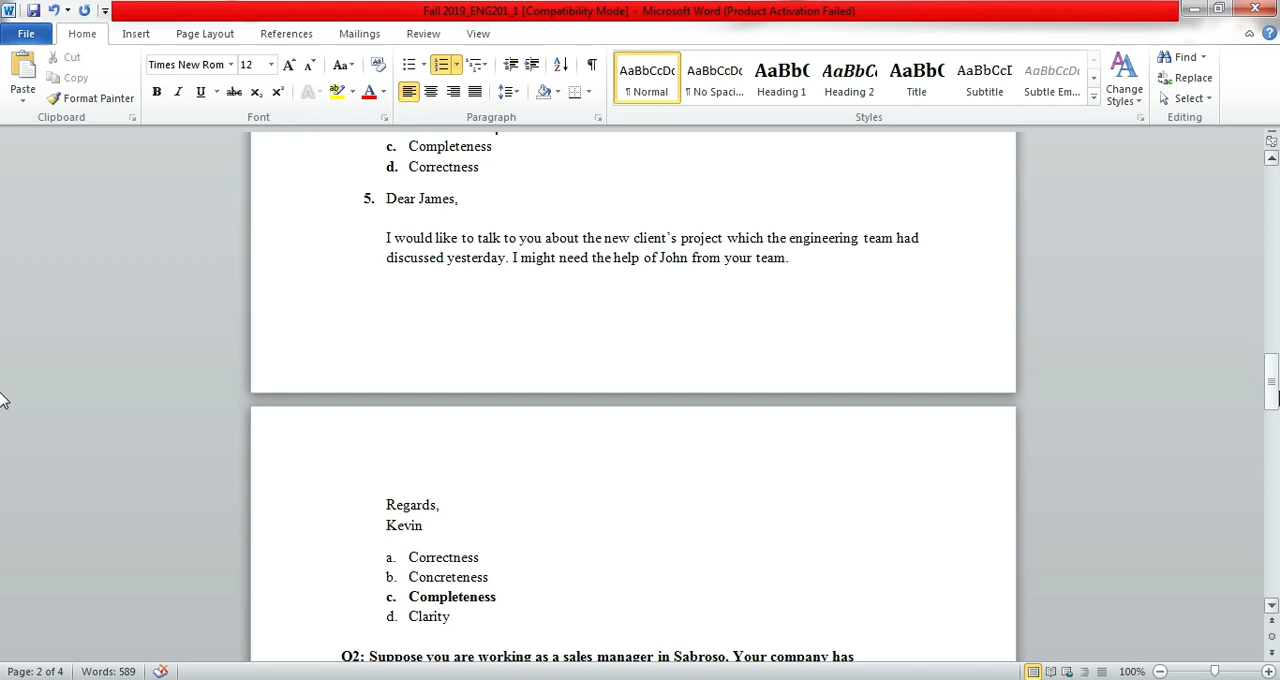 Fall 2019_ENG201_1 [Compatibility Mode] - Microsoft Word (Product Activation Failed)
File Home Insert Page Layout References Mailings Review View
Paste
Cut
Copy
Format Painter
Clipboard
Times New Rom 12
Font
Paragraph
AaBbCcDc AaBbCcDc AaBbC AaBbCc AaBbC AaBbCcI AaBbCcDc
¶ Normal ¶ No Spaci... Heading 1 Heading 2 Title Subtitle Subtle Em...
Change Styles
Styles
Find
Replace
Select
Editing
c. Completeness
d. Correctness
5. Dear James,
I would like to talk to you about the new client's project which the engineering team had
discussed yesterday. I might need the help of John from your team.
Regards,
Kevin
a. Correctness
b. Concreteness
c. Completeness
d. Clarity
Q2: Suppose you are working as a sales manager in Sabroso. Your company has
Page: 2 of 4 Words: 589 100%